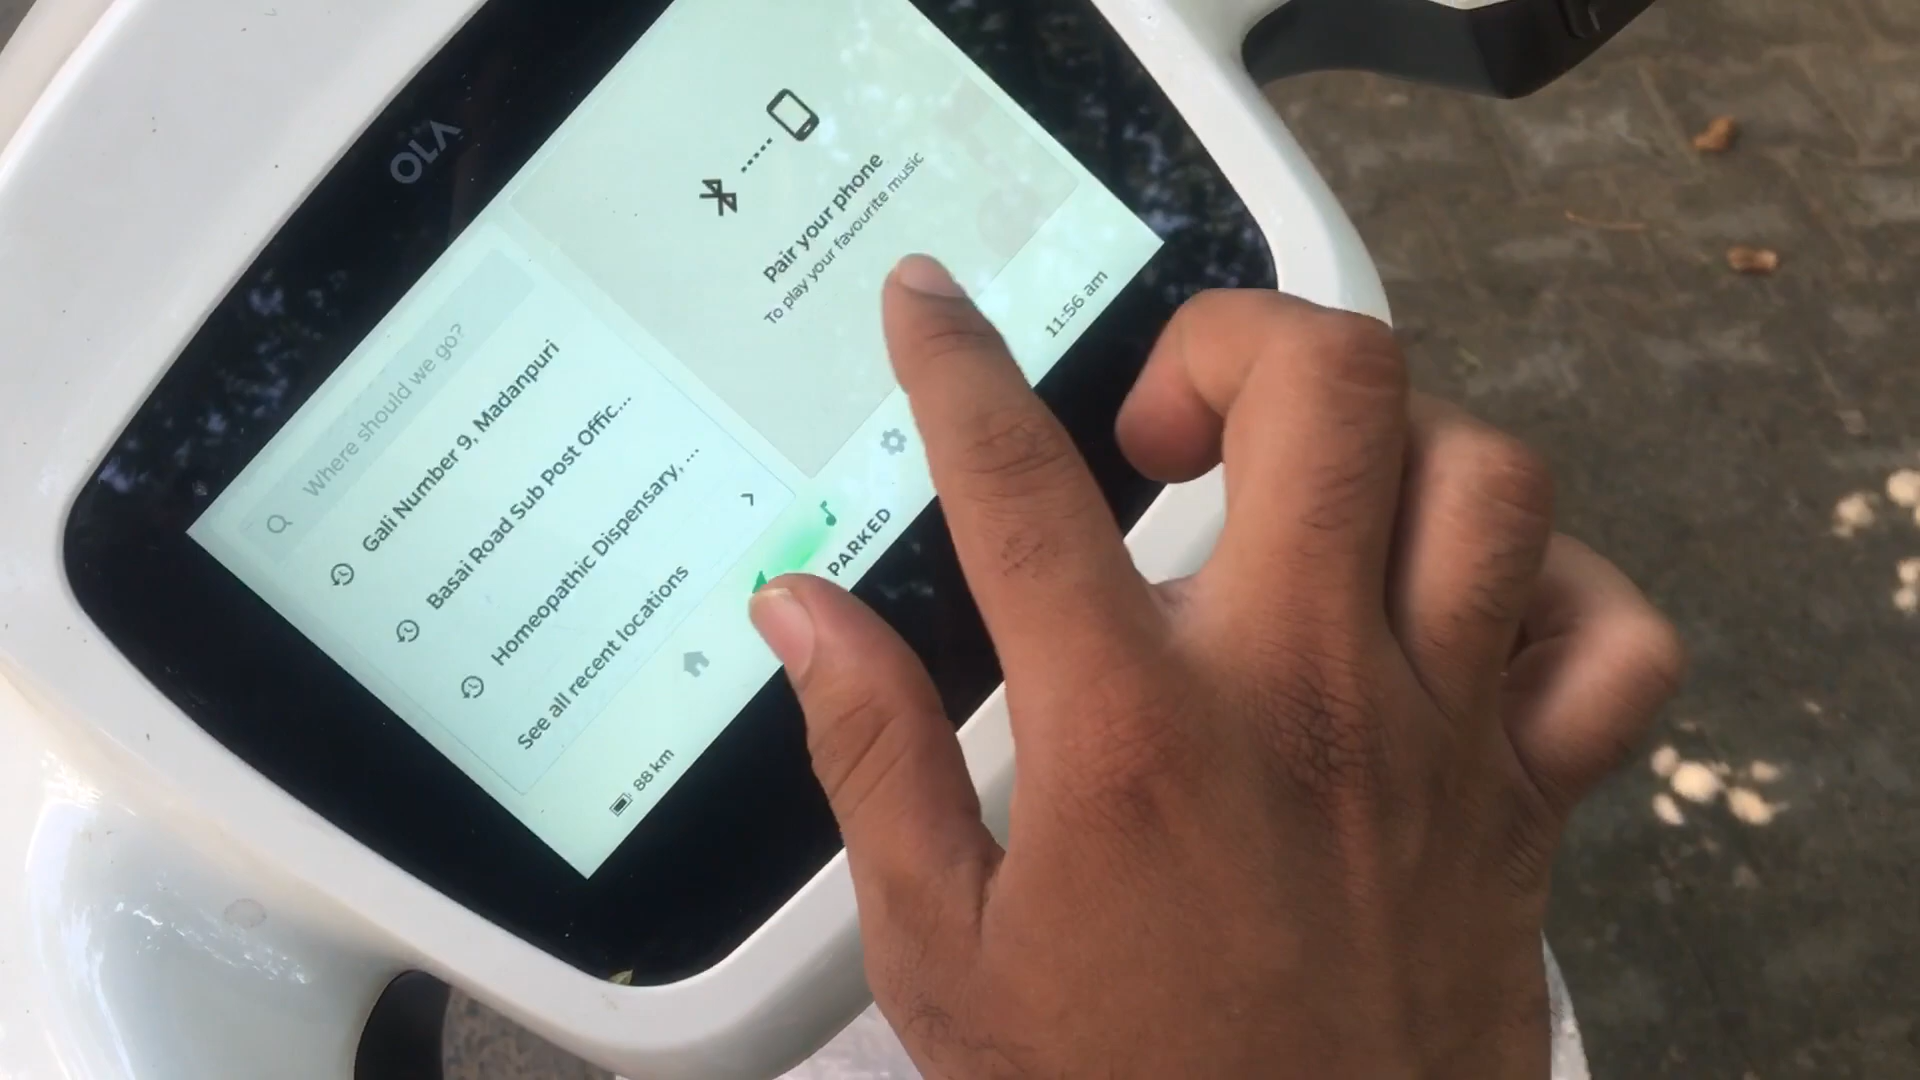 OLA
Where should we go?
Gali Number 9, Madanpuri
Basai Road Sub Post Offic...
Homeopathic Dispensary, ...
See all recent locations
Pair your phone
To play your favourite music
88 km
PARKED
11:56 am